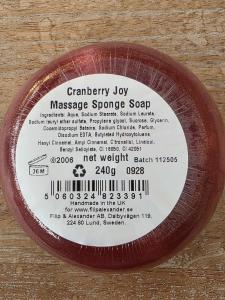 Cranberry Joy
Massage Sponge Soap
Ingredients: Aqua, Sodium Stearate, Sodium Laurate,
Sodium lauryl ether sulfate, Propylene glycol, Sucrose, Glycerin,
Cocamidopropyl Betaine, Sodium Chloride, Parfum,
Disodium EDTA, Butylated Hydroxytoluene,
Hexyl Cinnamal, Amyl Cinnamal, Citronellol, Linalool,
Benzyl Salicylate, CI 16050, CI 42051
36 M
©2006 net weight Batch 112505
240g 0928
5 060324 823391
Handmade in the UK
for www.filipalexander.se
Filip & Alexander AB, Dalbyvägen 119,
224 60 Lund, Sweden.